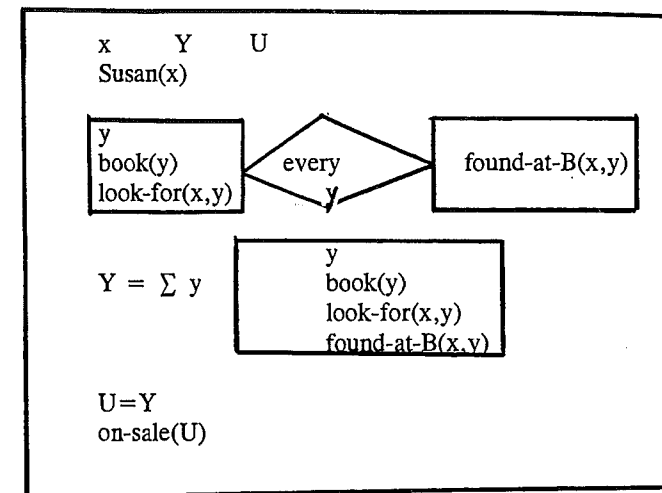 x Y U
Susan(x)
y
book(y)
look-for(x,y)
every
y
found-at-B(x,y)
Y = ∑ y
y
book(y)
look-for(x,y)
found-at-B(x,y)
U=Y
on-sale(U)